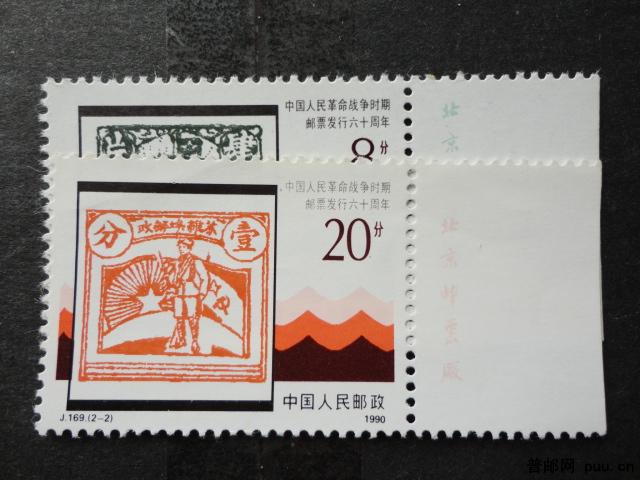 中国人民革命战争时期
邮票发行六十周年
8分
北京
中国人民革命战争时期
邮票发行六十周年
20分
壹 分
中国人民邮政
J.169.(2-2)
1990
北京邮票厂
普邮网 puu.cn